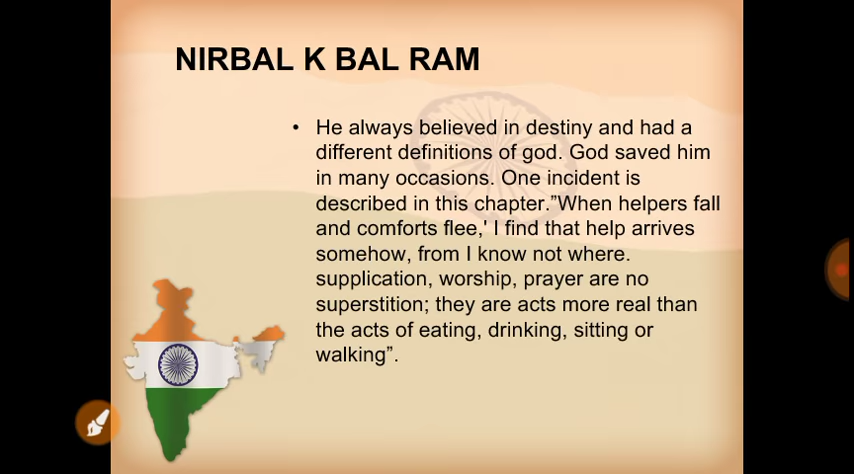 NIRBAL K BAL RAM
• He always believed in destiny and had a
different definitions of god. God saved him
in many occasions. One incident is
described in this chapter.”When helpers fall
and comforts flee,' I find that help arrives
somehow, from I know not where.
supplication, worship, prayer are no
superstition; they are acts more real than
the acts of eating, drinking, sitting or
walking”.